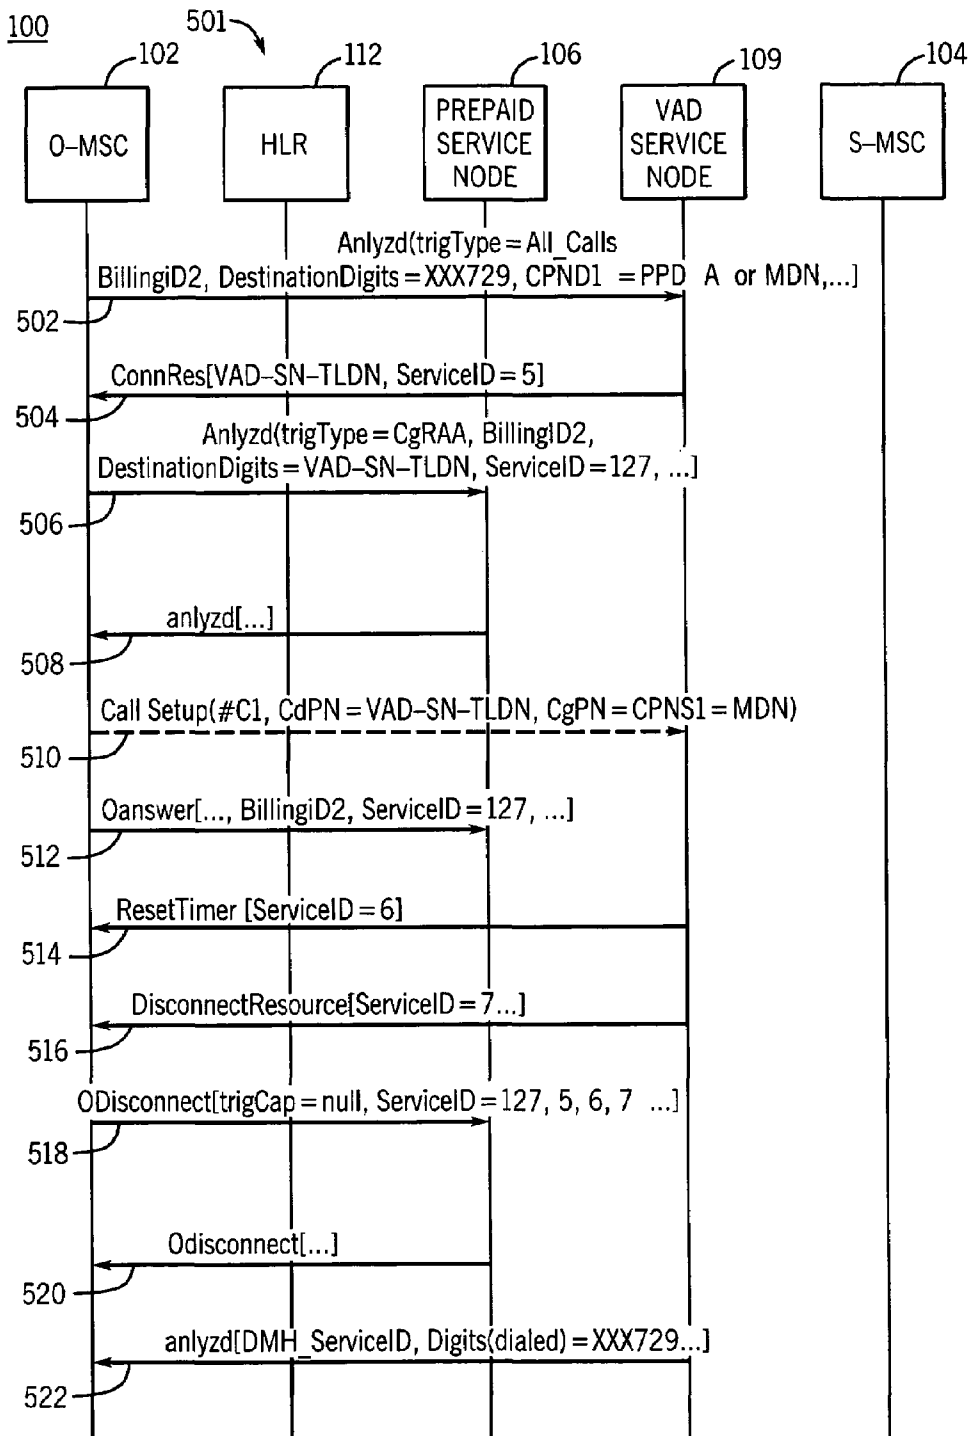 100
501
102
112
106
109
104
O-MSC
HLR
PREPAID
SERVICE
NODE
VAD
SERVICE
NODE
S-MSC
Anlyzd(trigType=All_Calls
BillingiD2, DestinationDigits=XXX729, CPND1 =PPD A or MDN,...]
502
ConnRes[VAD-SN-TLDN, ServiceID=5]
504
Anlyzd(trigType=CgRAA, BillingID2,
DestinationDigits=VAD-SN-TLDN, ServiceID=127, ...]
506
anlyzd[...]
508
Call Setup(#C1, CdPN=VAD-SN-TLDN, CgPN=CPNS1=MDN)
510
Oanswer[..., BillingiD2, ServiceID=127, ...]
512
ResetTimer [ServiceID=6]
514
DisconnectResource[ServiceID=7...]
516
ODisconnect[trigCap=null, ServiceID=127, 5, 6, 7 ...]
518
Odisconnect[...]
520
anlyzd[DMH_ServiceID, Digits(dialed)=XXX729...]
522